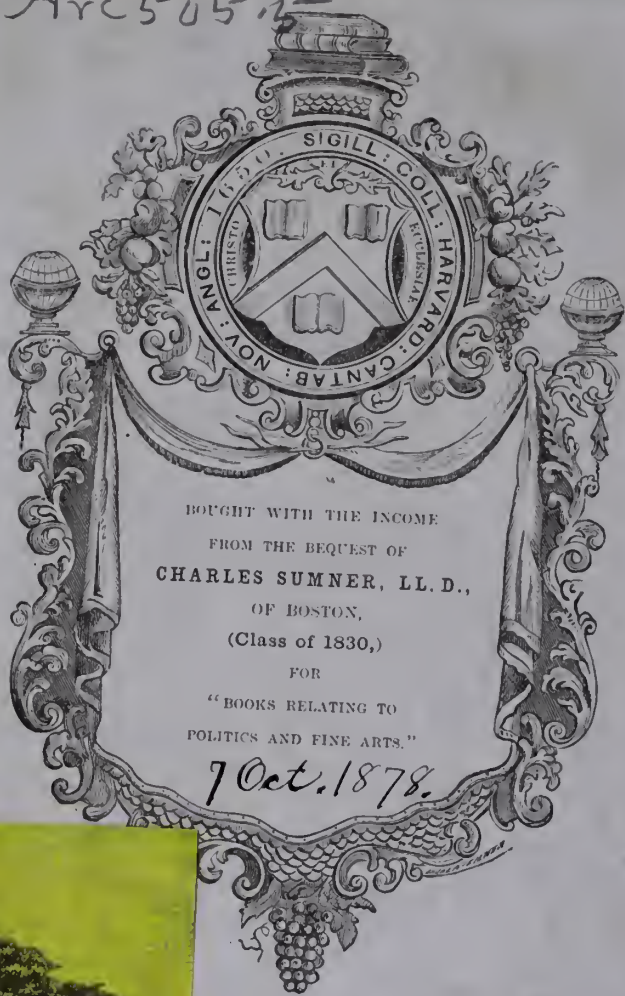 Arc 505.5
SIGILL: COLL: HARVARD: CANTAB: NOV: ANGL: 1650.
CHRISTO
ECCLESIAE
BOUGHT WITH THE INCOME
FROM THE BEQUEST OF
CHARLES SUMNER, LL.D.,
OF BOSTON,
(Class of 1830,)
FOR
"BOOKS RELATING TO
POLITICS AND FINE ARTS."
7 Oct. 1878.